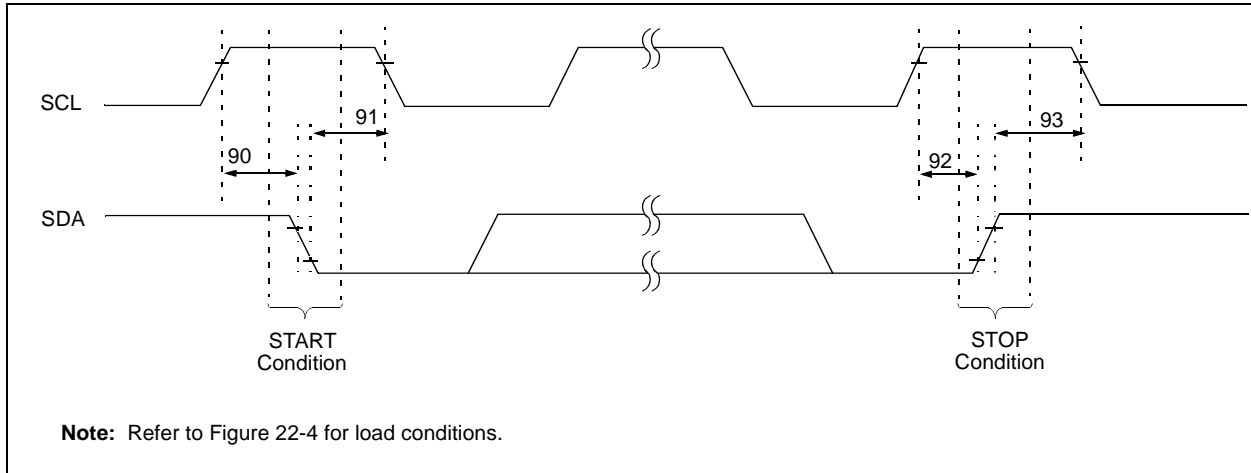 SCL
91
93
90
92
SDA
START
Condition
STOP
Condition
Note: Refer to Figure 22-4 for load conditions.